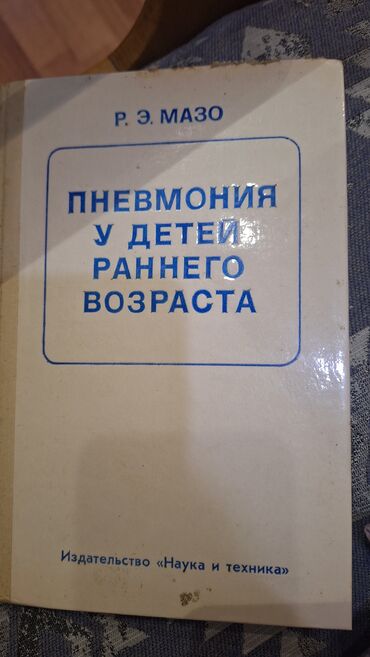 Р. Э. МАЗО
ПНЕВМОНИЯ
У ДЕТЕЙ
РАННЕГО
ВОЗРАСТА
Издательство «Наука и техника»